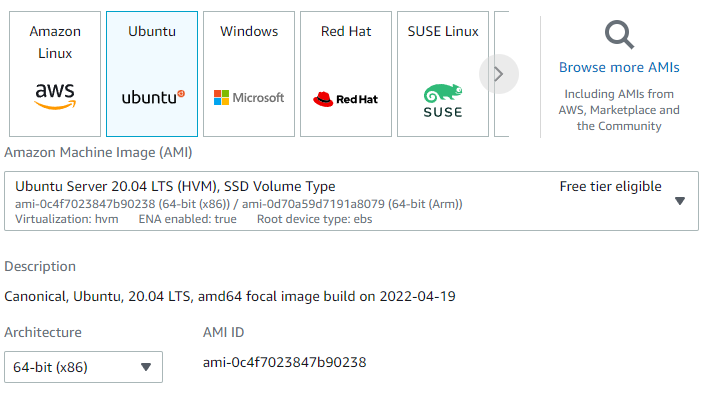 Amazon Linux
Ubuntu
Windows
Red Hat
SUSE Linux
aws
ubuntu
Microsoft
Red Hat
SUSE
Browse more AMIs
Including AMIs from
AWS, Marketplace and
the Community
Amazon Machine Image (AMI)
Ubuntu Server 20.04 LTS (HVM), SSD Volume Type
Free tier eligible
ami-0c4f7023847b90238 (64-bit (x86)) / ami-0d70a59d7191a8079 (64-bit (Arm))
Virtualization: hvm ENA enabled: true Root device type: ebs
Description
Canonical, Ubuntu, 20.04 LTS, amd64 focal image build on 2022-04-19
Architecture
AMI ID
64-bit (x86)
ami-0c4f7023847b90238